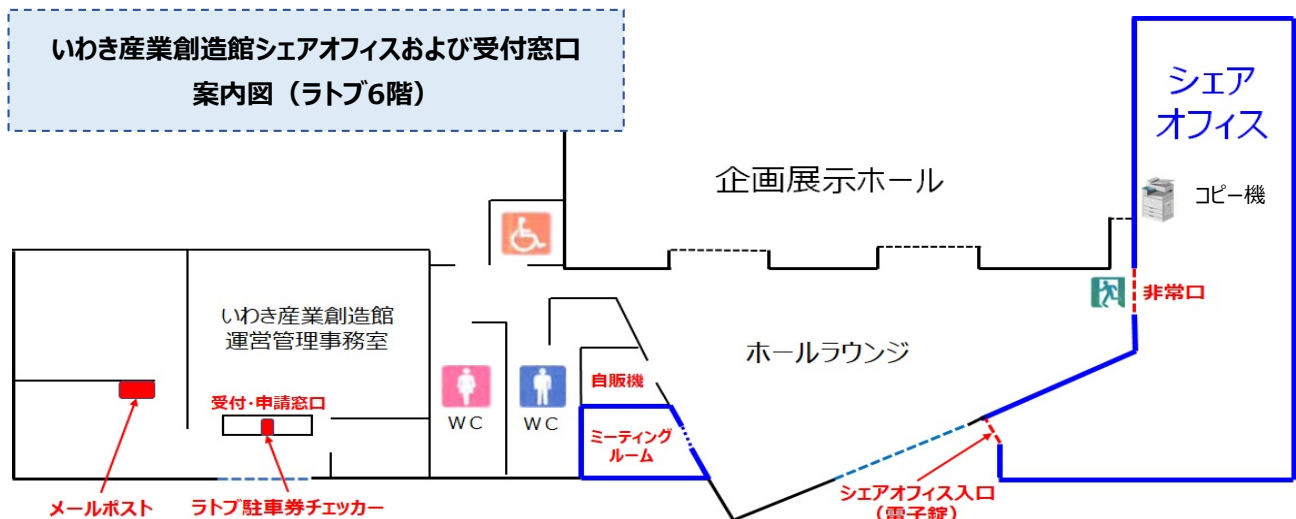 いわき産業創造館シェアオフィスおよび受付窓口
案内図（ラトブ6階）
シェア
オフィス
企画展示ホール
コピー機
非常口
いわき産業創造館
運営管理事務室
ホールラウンジ
自販機
受付・申請窓口
WC
WC
ミーティング
ルーム
メールポスト
ラトブ駐車券チェッカー
シェアオフィス入口
（電子錠）